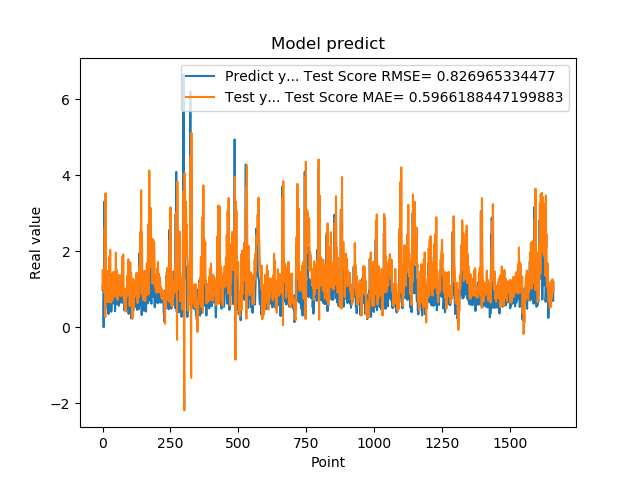 Model predict
Predict y... Test Score RMSE= 0.826965334477
Test y... Test Score MAE= 0.5966188447199883
6
4
2
0
−2
Real value
0 250 500 750 1000 1250 1500
Point